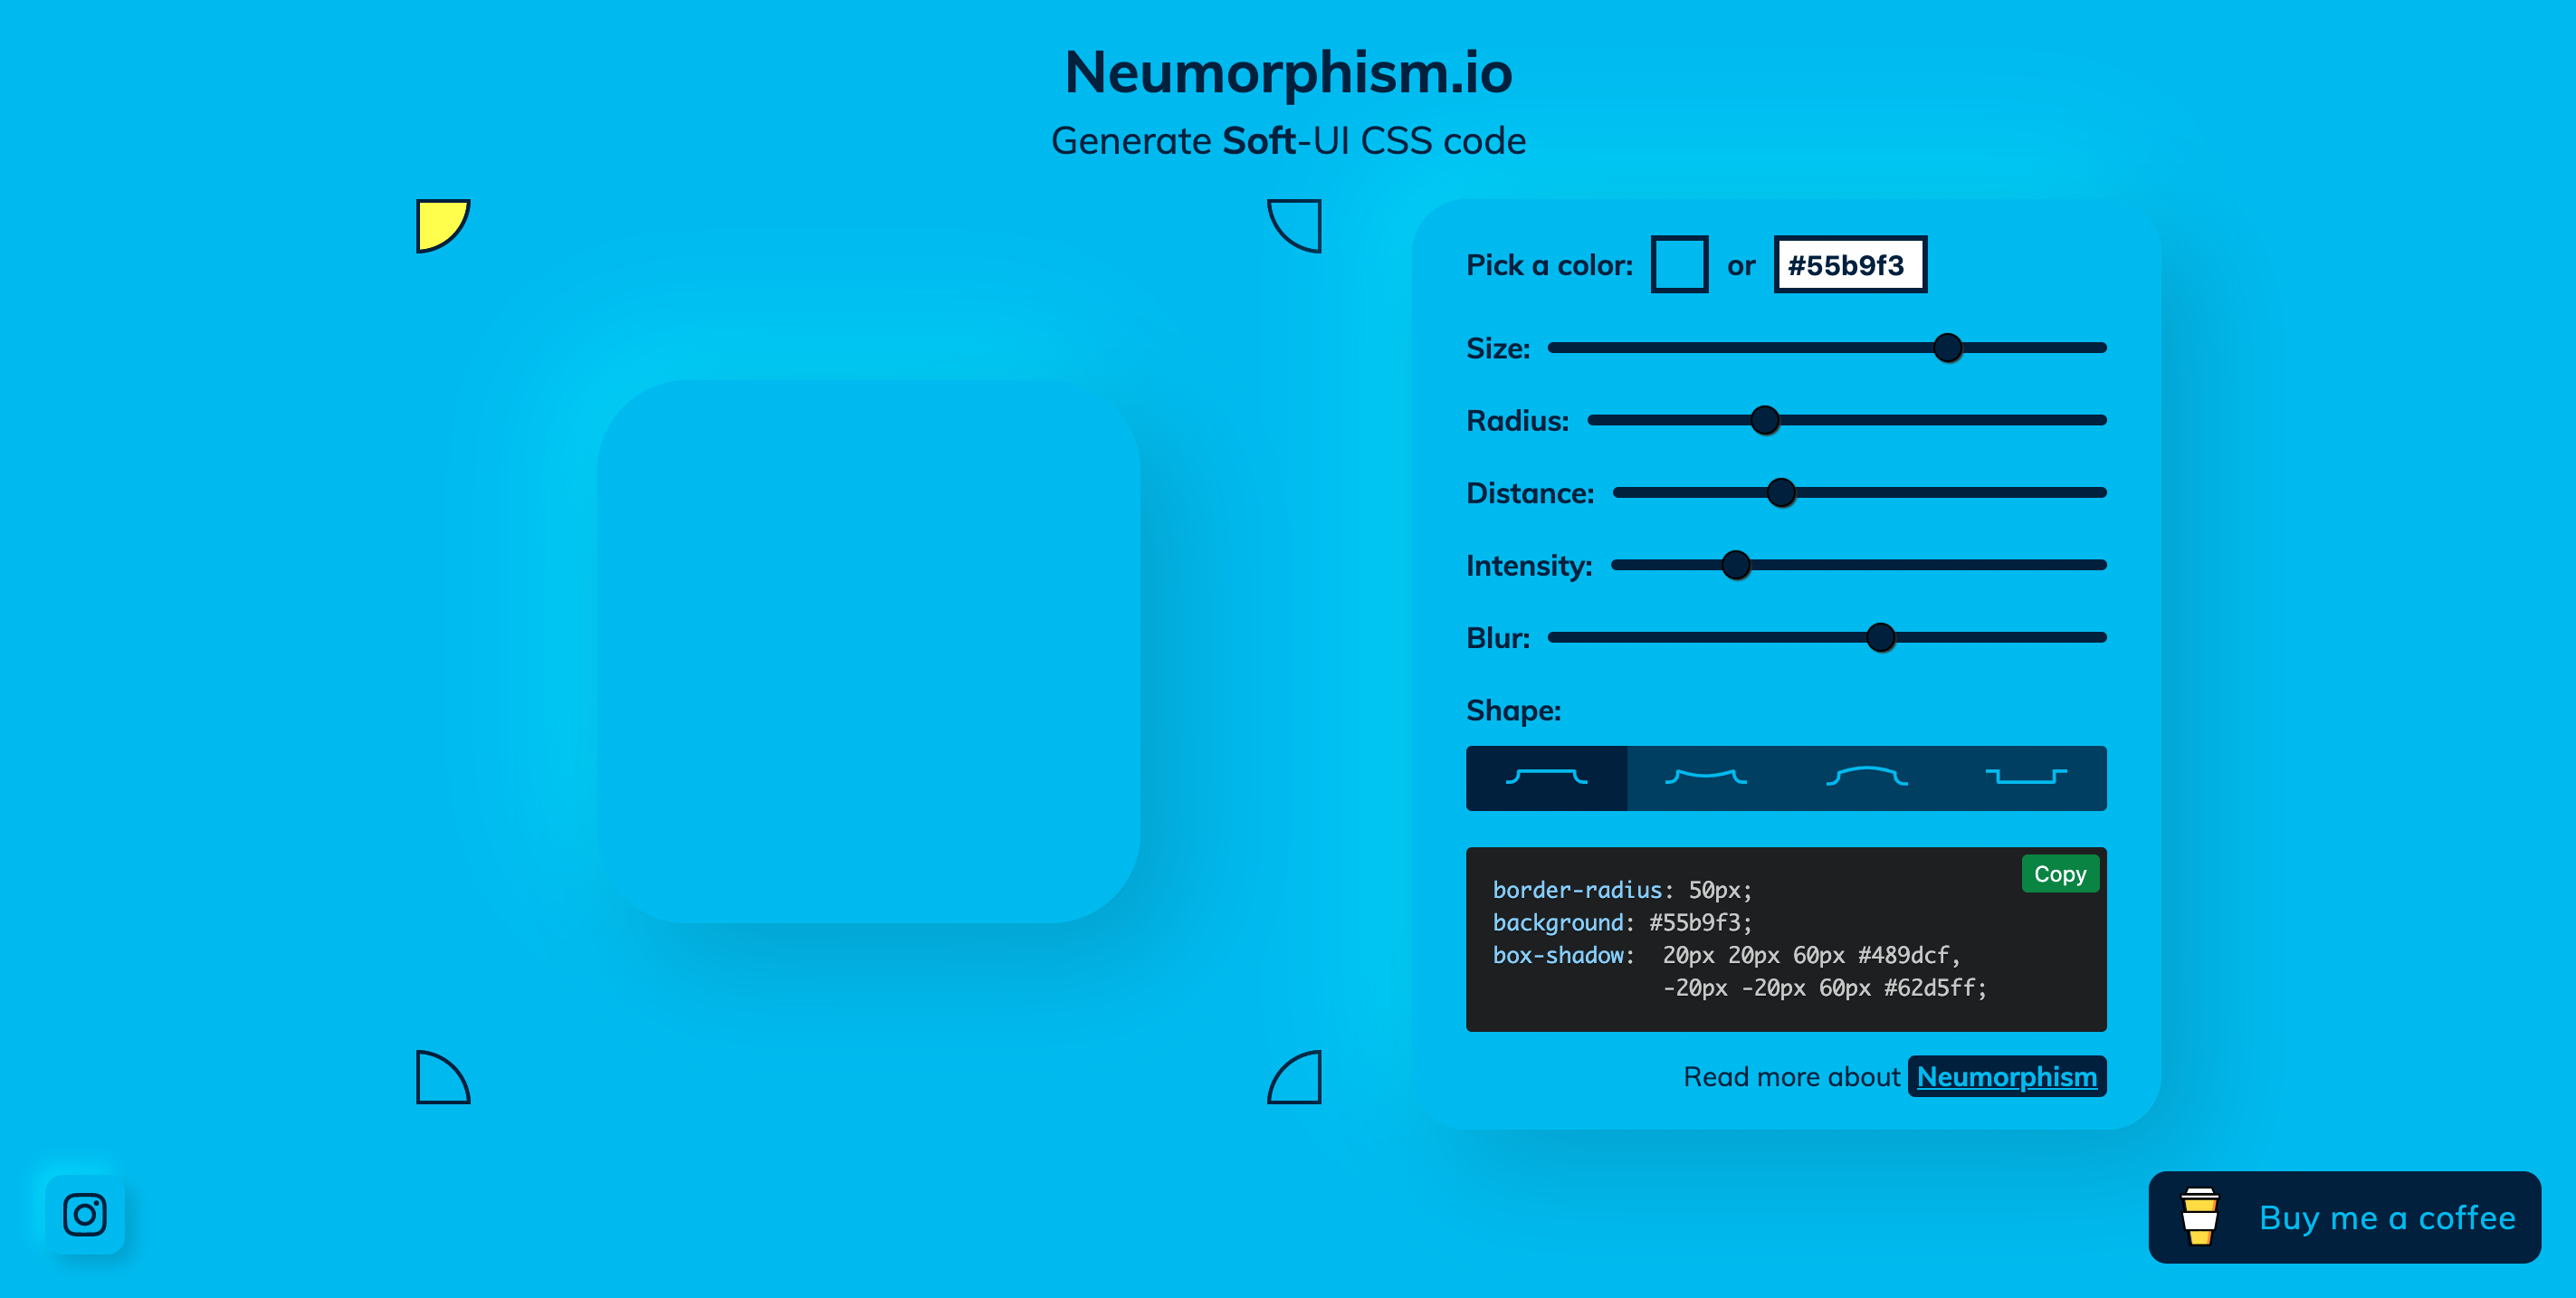 Neumorphism.io
Generate Soft-UI CSS code
Pick a color: or #55b9f3
Size:
Radius:
Distance:
Intensity:
Blur:
Shape:
Copy
border-radius: 50px;
background: #55b9f3;
box-shadow: 20px 20px 60px #489dcf,
-20px -20px 60px #62d5ff;
Read more about Neumorphism
Buy me a coffee